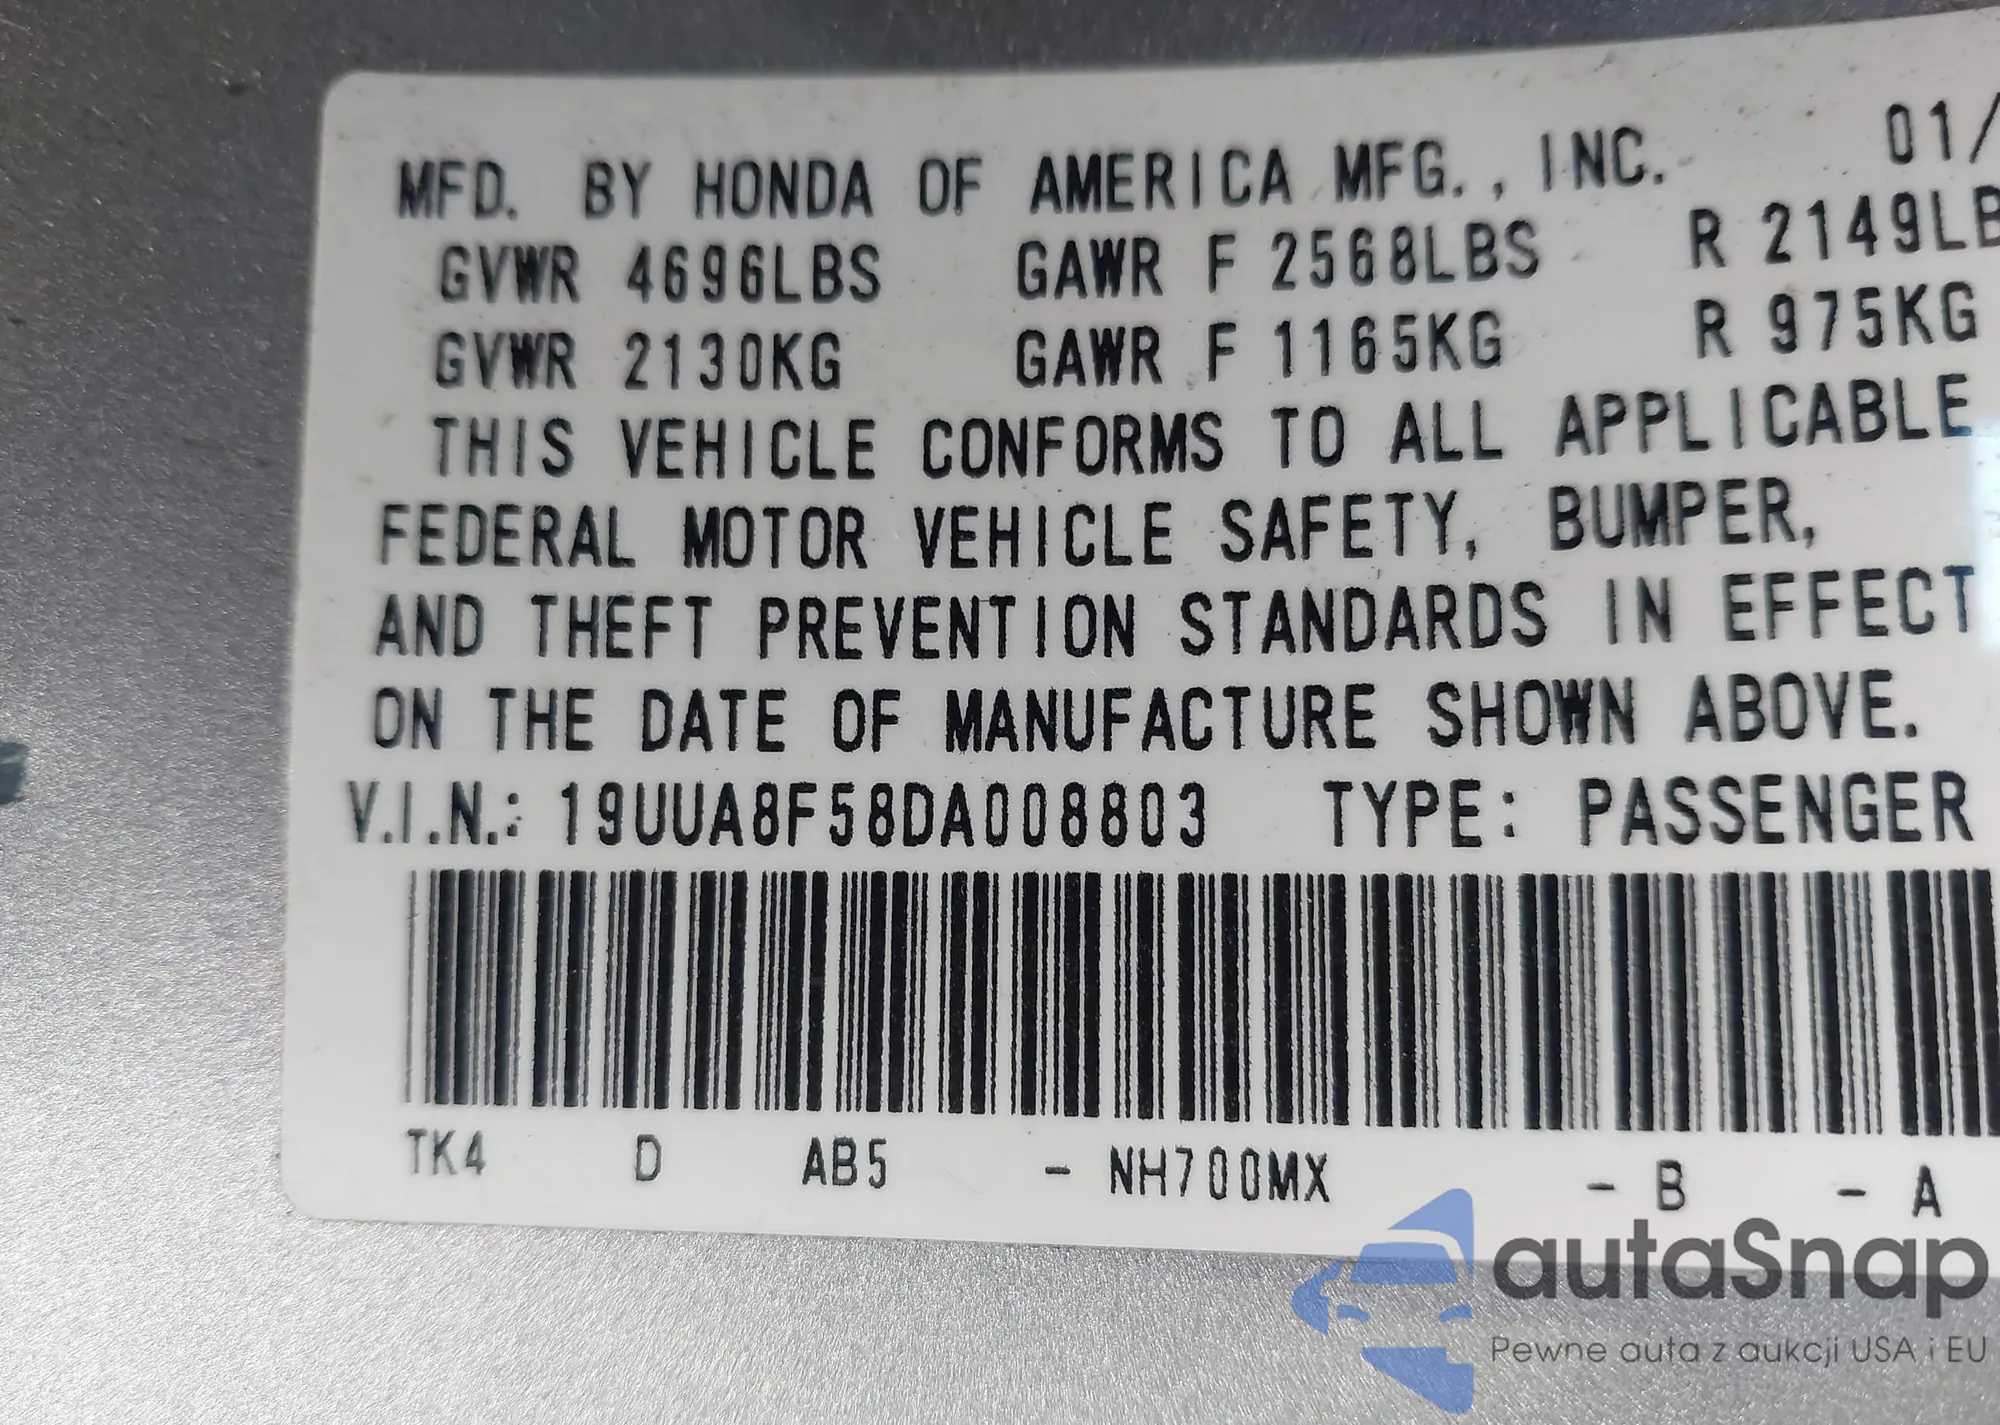 MFD. BY HONDA OF AMERICA MFG., INC. 01/
GVWR 4696LBS GAWR F 2568LBS R 2149LB
GVWR 2130KG GAWR F 1165KG R 975KG
THIS VEHICLE CONFORMS TO ALL APPLICABLE
FEDERAL MOTOR VEHICLE SAFETY, BUMPER,
AND THEFT PREVENTION STANDARDS IN EFFECT
ON THE DATE OF MANUFACTURE SHOWN ABOVE.
V.I.N.: 19UUA8F58DA008803 TYPE: PASSENGER
TK4 D AB5 - NH700MX - B - A
autaSnap
Pewne auta z aukcji USA i EU